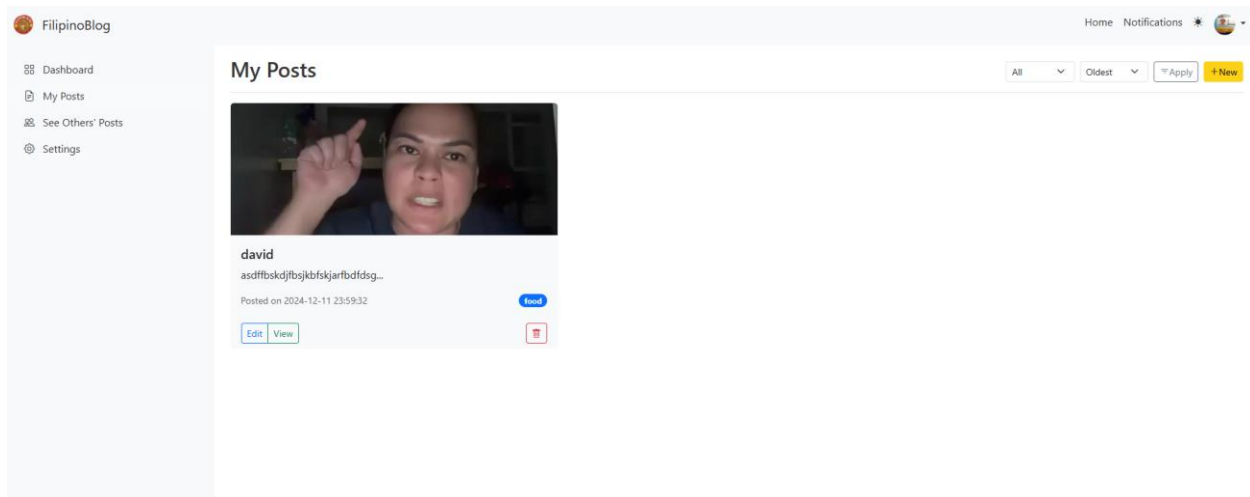 FilipinoBlog
Home Notifications
Dashboard
My Posts
See Others' Posts
Settings
My Posts
All Oldest Apply +New
david
asdffbskdjfbsjkbfskjarfbdfdsg...
Posted on 2024-12-11 23:59:32 food
Edit View